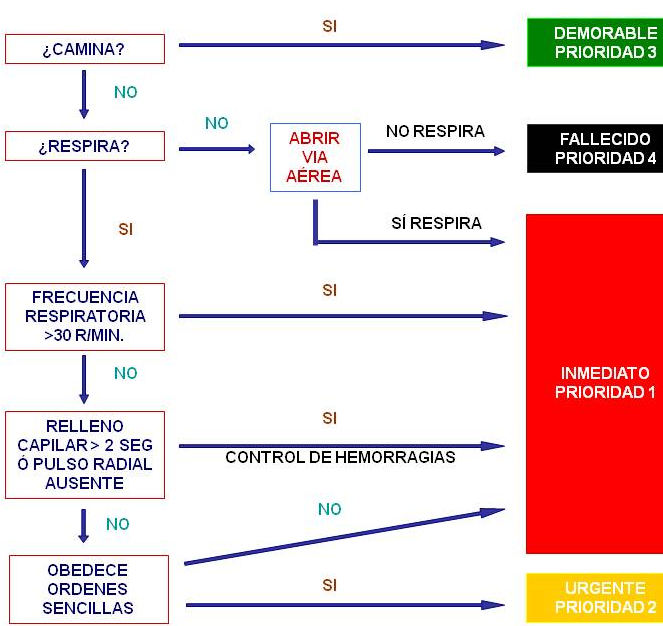 SI
DEMORABLE
PRIORIDAD 3
¿CAMINA?
NO
NO
¿RESPIRA?
ABRIR
VIA
AÉREA
NO RESPIRA
FALLECIDO
PRIORIDAD 4
SI
SÍ RESPIRA
FRECUENCIA
RESPIRATORIA
>30 R/MIN.
SI
NO
INMEDIATO
PRIORIDAD 1
RELLENO
CAPILAR > 2 SEG
Ó PULSO RADIAL
AUSENTE
SI
CONTROL DE HEMORRAGIAS
NO
NO
OBEDECE
ORDENES
SENCILLAS
SI
URGENTE
PRIORIDAD 2